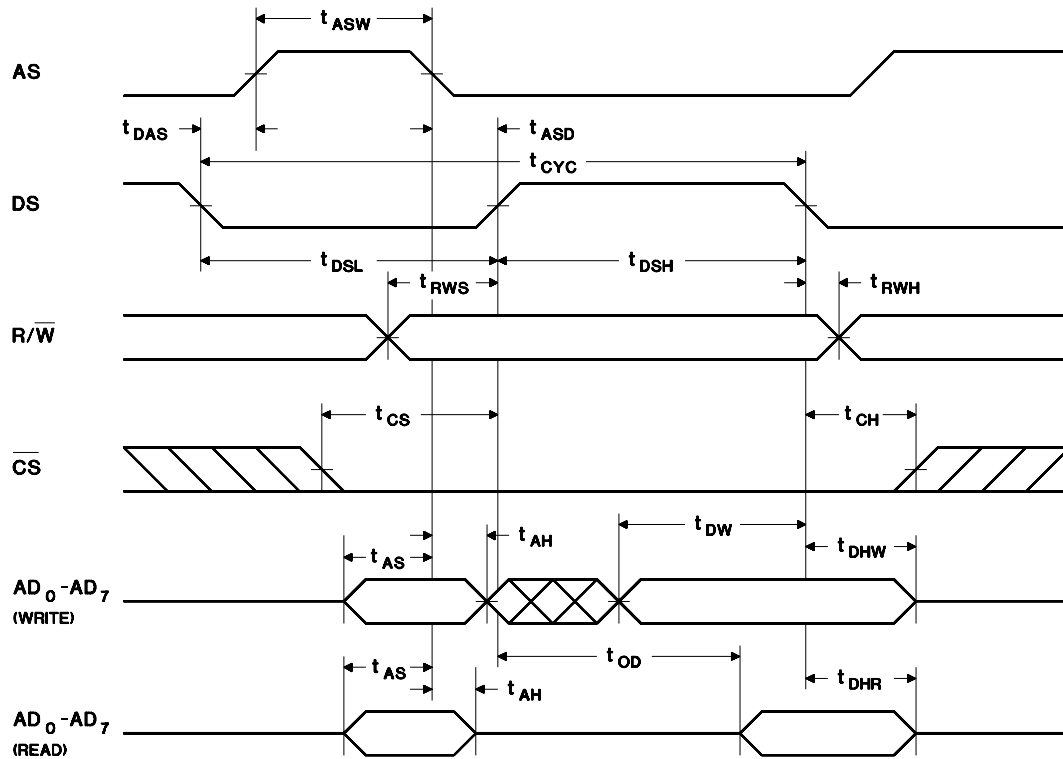 t ASW
AS
t DAS
t ASD
t CYC
DS
t DSL
t DSH
t RWS
t RWH
R/W̅
t CS
t CH
C̅S̅
t DW
t AH
t DHW
t AS
AD 0 -AD 7
(WRITE)
t OD
t AS
t DHR
t AH
AD 0 -AD 7
(READ)